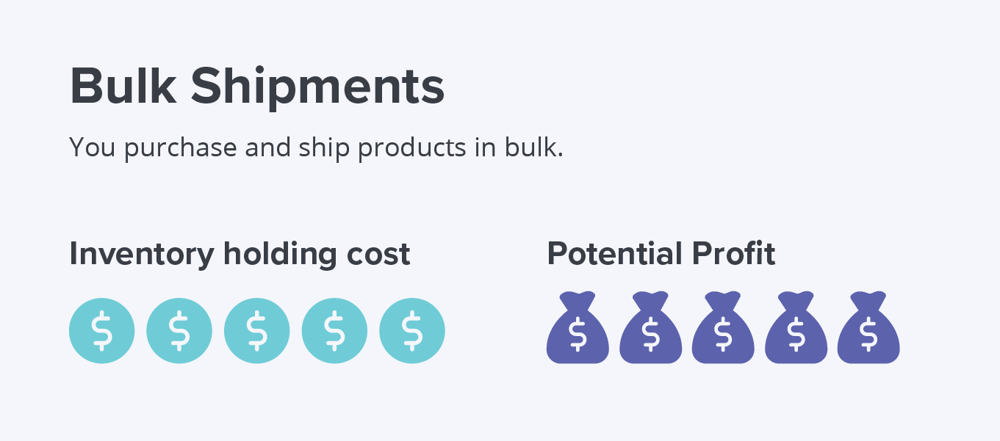 Bulk Shipments
You purchase and ship products in bulk.
Inventory holding cost
$ $ $ $ $
Potential Profit
$ $ $ $ $